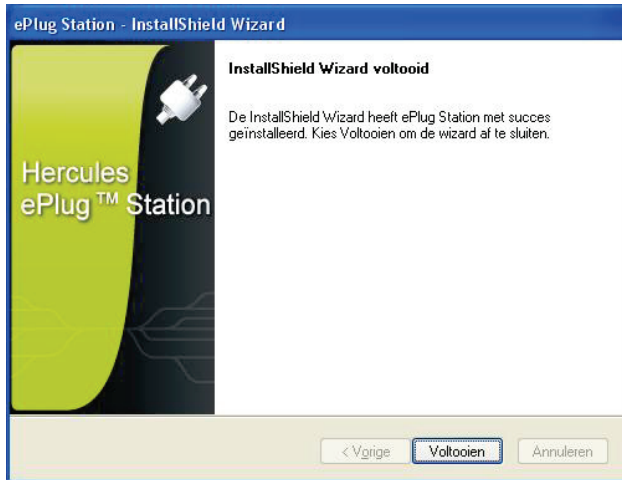 ePlug Station - InstallShield Wizard
InstallShield Wizard voltooid
De InstallShield Wizard heeft ePlug Station met succes
geïnstalleerd. Kies Voltooien om de wizard af te sluiten.
Hercules
ePlug™ Station
< Vorige
Voltooien
Annuleren